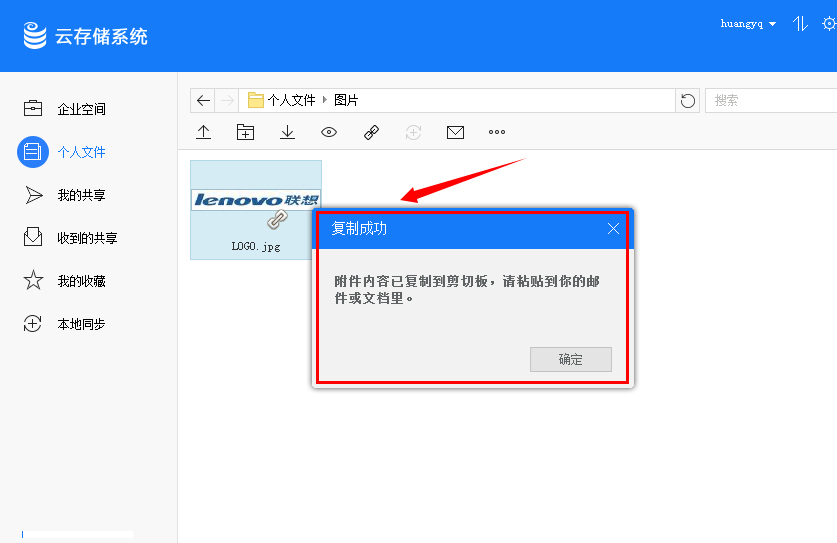 云存储系统
huangyq
企业空间
个人文件
我的共享
收到的共享
我的收藏
本地同步
个人文件 图片
搜索
lenovo联想
LOGO.jpg
复制成功
附件内容已复制到剪切板，请粘贴到你的邮
件或文档里。
确定